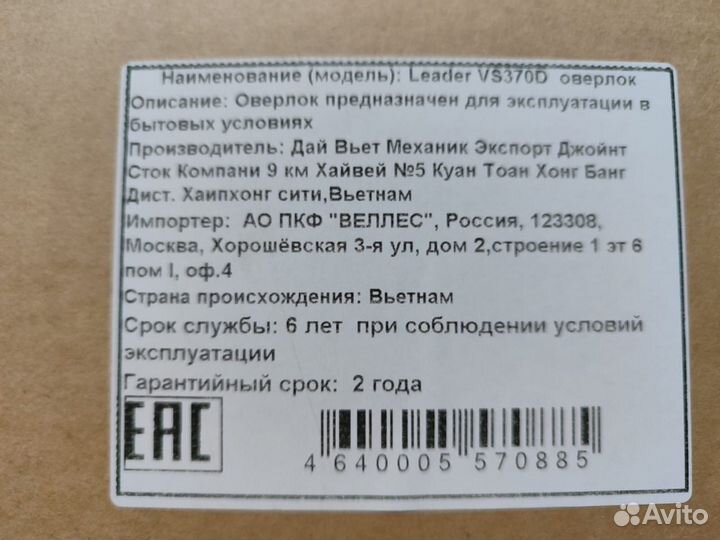 Наименование (модель): Leader VS370D оверлок
Описание: Оверлок предназначен для эксплуатации в
бытовых условиях
Производитель: Дай Вьет Механик Экспорт Джойнт
Сток Компани 9 км Хайвей №5 Куан Тоан Хонг Банг
Дист. Хаипхонг сити,Вьетнам
Импортер: АО ПКФ "ВЕЛЛЕС", Россия, 123308,
Москва, Хорошёвская 3-я ул, дом 2,строение 1 эт 6
пом I, оф.4
Страна происхождения: Вьетнам
Срок службы: 6 лет при соблюдении условий
эксплуатации
Гарантийный срок: 2 года
EAC
4 640005 570885
Avito